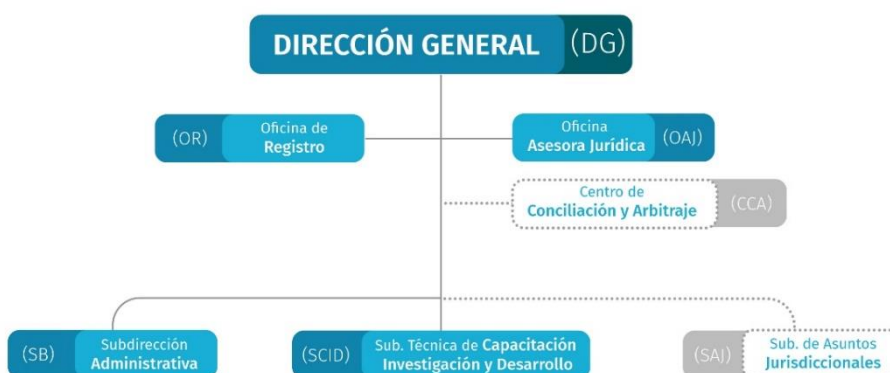 DIRECCIÓN GENERAL (DG)
(OR) Oficina de
Registro
Oficina
Asesora Jurídica (OAJ)
Centro de
Conciliación y Arbitraje (CCA)
(SB) Subdirección
Administrativa
(SCID) Sub. Técnica de Capacitación
Investigación y Desarrollo
(SAJ) Sub. de Asuntos
Jurisdiccionales